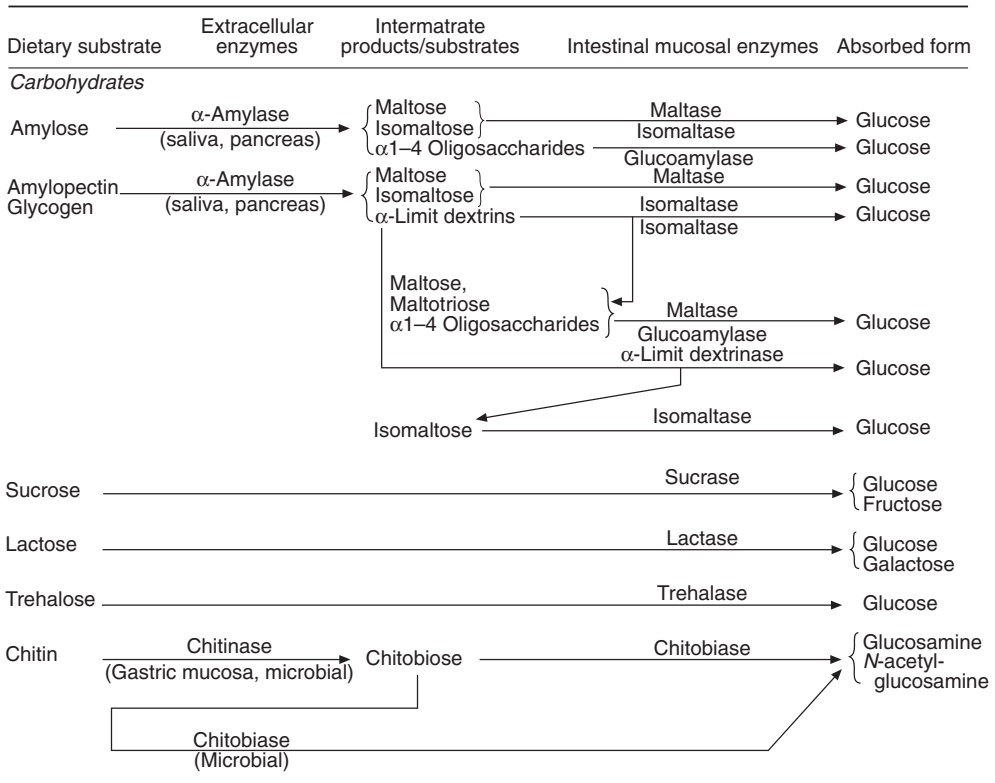 Dietary substrate
Extracellular
enzymes
Intermatrate
products/substrates
Intestinal mucosal enzymes
Absorbed form
Carbohydrates
Amylose
α-Amylase
(saliva, pancreas)
Maltose
Isomaltose
α1–4 Oligosaccharides
Maltase
Isomaltase
Glucoamylase
Glucose
Glucose
Amylopectin
Glycogen
α-Amylase
(saliva, pancreas)
Maltose
Isomaltose
α-Limit dextrins
Maltase
Isomaltase
Isomaltase
Glucose
Glucose
Maltose,
Maltotriose
α1–4 Oligosaccharides
Maltase
Glucoamylase
Glucose
α-Limit dextrinase
Glucose
Isomaltose
Isomaltase
Glucose
Sucrose
Sucrase
Glucose
Fructose
Lactose
Lactase
Glucose
Galactose
Trehalose
Trehalase
Glucose
Chitin
Chitinase
(Gastric mucosa, microbial)
Chitobiose
Chitobiase
Glucosamine
N-acetyl-
glucosamine
Chitobiase
(Microbial)